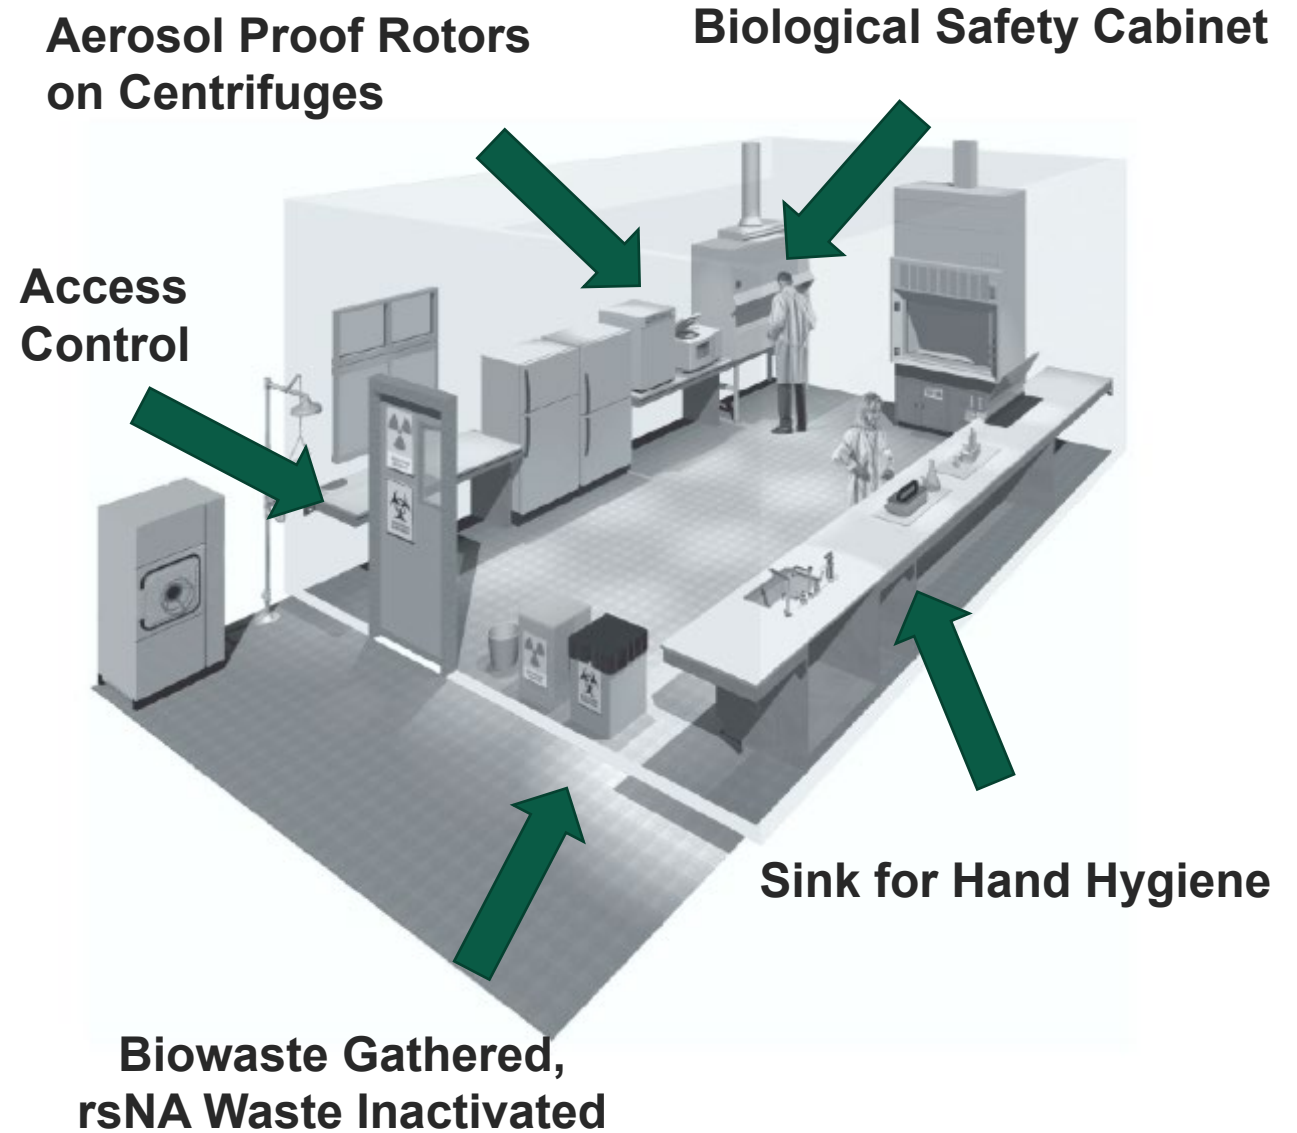 Aerosol Proof Rotors
on Centrifuges
Biological Safety Cabinet
Access
Control
Sink for Hand Hygiene
Biowaste Gathered,
rsNA Waste Inactivated